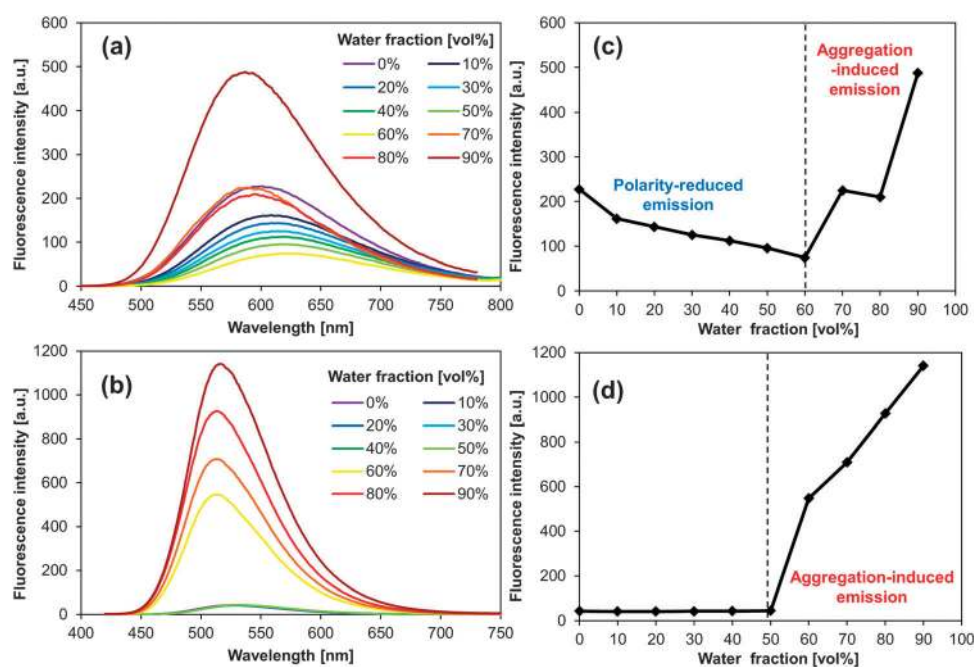 (a)
Water fraction [vol%]
0% 10%
20% 30%
40% 50%
60% 70%
80% 90%
600
500
400
300
200
100
0
450 500 550 600 650 700 750 800
Wavelength [nm]
Fluorescence intensity [a.u.]
(c)
Aggregation
-induced
emission
Polarity-reduced
emission
600
500
400
300
200
100
0
0 10 20 30 40 50 60 70 80 90 100
Water fraction [vol%]
Fluorescence intensity [a.u.]
(b)
Water fraction [vol%]
0% 10%
20% 30%
40% 50%
60% 70%
80% 90%
1200
1000
800
600
400
200
0
400 450 500 550 600 650 700 750
Wavelength [nm]
Fluorescence intensity [a.u.]
(d)
Aggregation-induced
emission
1200
1000
800
600
400
200
0
0 10 20 30 40 50 60 70 80 90 100
Water fraction [vol%]
Fluorescence intensity [a.u.]